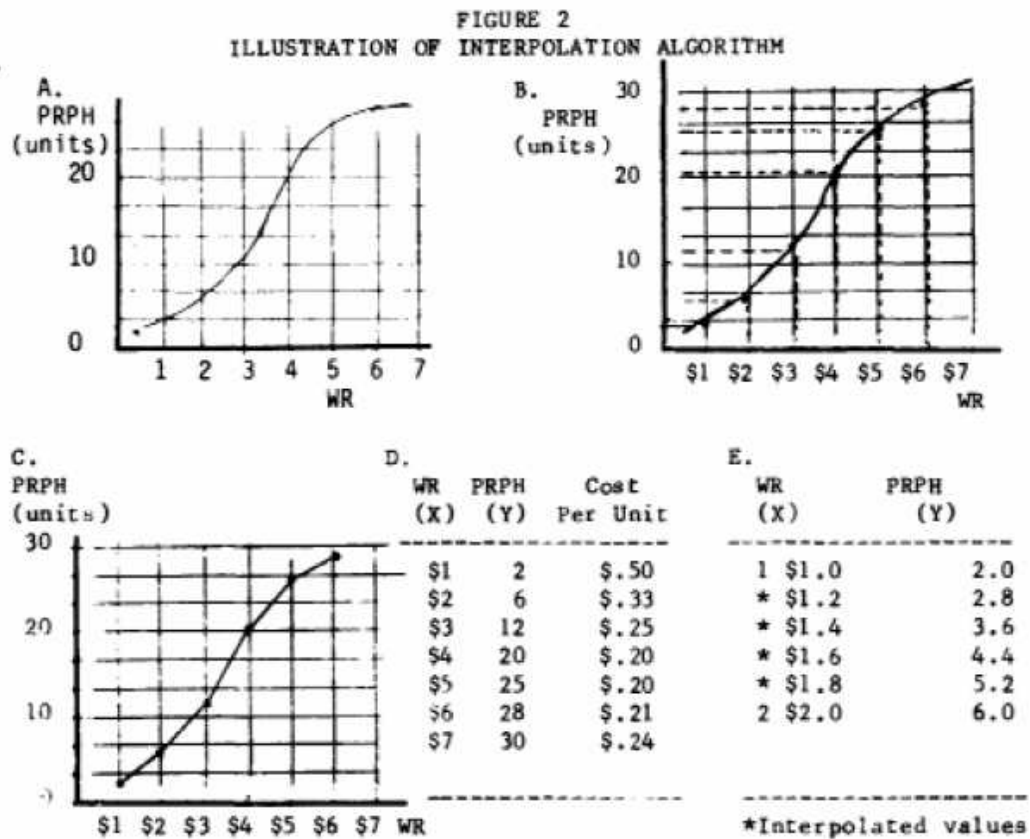 FIGURE 2
ILLUSTRATION OF INTERPOLATION ALGORITHM
A.
PRPH
(units)
20
10
0
1 2 3 4 5 6 7
WR
B.
PRPH
(units)
30
20
10
0
$1 $2 $3 $4 $5 $6 $7
WR
C.
PRPH
(units)
30
20
10
$1 $2 $3 $4 $5 $6 $7 WR
D.
WR PRPH Cost
(X) (Y) Per Unit
$1 2 $.50
$2 6 $.33
$3 12 $.25
$4 20 $.20
$5 25 $.20
$6 28 $.21
$7 30 $.24
E.
WR PRPH
(X) (Y)
1 $1.0 2.0
* $1.2 2.8
* $1.4 3.6
* $1.6 4.4
* $1.8 5.2
2 $2.0 6.0
*Interpolated values